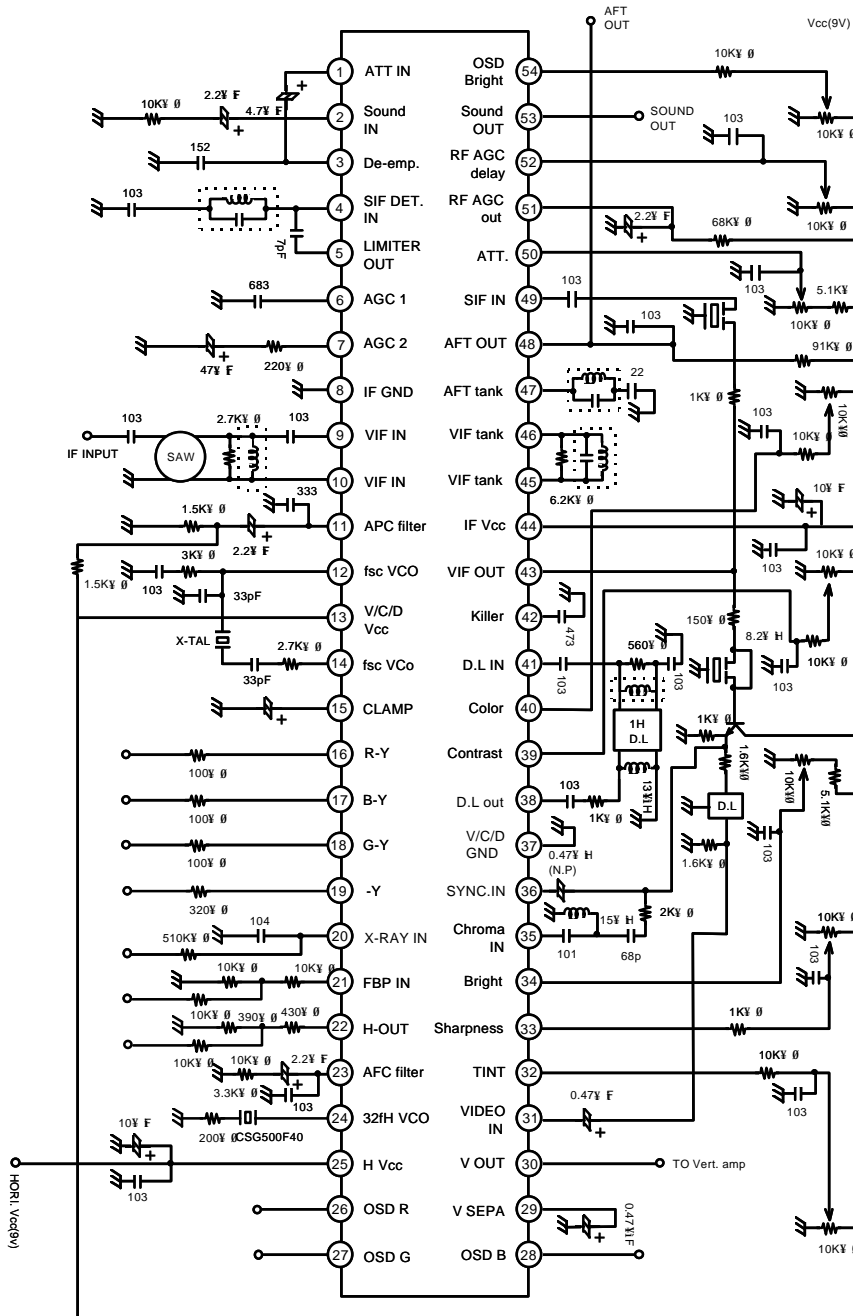 AFT
OUT
Vcc(9V)
1 ATT IN
OSD
Bright 54
10K¥ Ø
10K¥ Ø
2.2¥ F
4.7¥ F
2 Sound
IN
Sound
OUT 53
SOUND
OUT
10K¥ Ø
152
3 De-emp.
RF AGC
delay 52
103
103
4 SIF DET.
IN
RF AGC
out 51
2.2¥ F
68K¥ Ø
10K¥ Ø
7pF
5 LIMITER
OUT
ATT. 50
103
683
6 AGC 1
SIF IN 49
103
10K¥ Ø
5.1K¥
47¥ F
220¥ Ø
7 AGC 2
AFT OUT 48
103
91K¥ Ø
8 IF GND
AFT tank 47
22
1K¥ Ø
10K¥Ø
IF INPUT
103
SAW
2.7K¥ Ø
103
9 VIF IN
VIF tank 46
103
10K¥ Ø
10 VIF IN
VIF tank 45
6.2K¥ Ø
1.5K¥ Ø
2.2¥ F
333
11 APC filter
IF Vcc 44
10¥ F
103
1.5K¥ Ø
103
3K¥ Ø
12 fsc VCO
VIF OUT 43
10K¥ Ø
33pF
13 V/C/D
Vcc
Killer 42
473
150¥ Ø
X-TAL
33pF
2.7K¥ Ø
14 fsc VCo
D.L IN 41
103
560¥ Ø
103
8.2¥ H
103
10K¥ Ø
15 CLAMP
Color 40
1H
D.L
1K¥ Ø
16 R-Y
100¥ Ø
Contrast 39
1.6K¥Ø
10K¥Ø
5.1K¥Ø
17 B-Y
100¥ Ø
D.L out 38
103
1K¥ Ø
D.L
18 G-Y
100¥ Ø
V/C/D
GND 37
0.47¥ H
(N.P)
1.6K¥ Ø
103
19 -Y
320¥ Ø
SYNC.IN 36
15¥ H
2K¥ Ø
104
510K¥ Ø
20 X-RAY IN
Chroma
IN 35
101
68p
10K¥ Ø
10K¥ Ø
10K¥ Ø
21 FBP IN
Bright 34
103
10K¥ Ø
390¥ Ø
430¥ Ø
10K¥ Ø
22 H-OUT
Sharpness 33
1K¥ Ø
10K¥ Ø
2.2¥ F
3.3K¥ Ø
103
23 AFC filter
TINT 32
10K¥ Ø
103
200¥ Ø
CSG500F40
24 32fH VCO
VIDEO
IN 31
0.47¥ F
10¥ F
103
25 H Vcc
V OUT 30
TO Vert. amp
HORI. Vcc(9v)
26 OSD R
V SEPA 29
10K¥ Ø
27 OSD G
OSD B 28